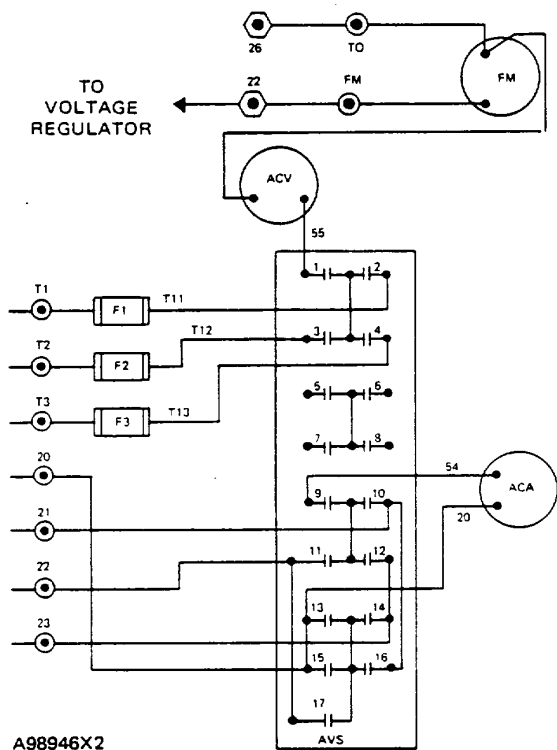 26
TO
FM
TO
VOLTAGE
REGULATOR
22
FM
ACV
55
1
2
T1
F1
T11
T2
F2
T12
3
4
T3
F3
T13
5
6
7
8
20
54
ACA
9
10
20
21
11
12
22
13
14
23
15
16
17
AVS
A98946X2